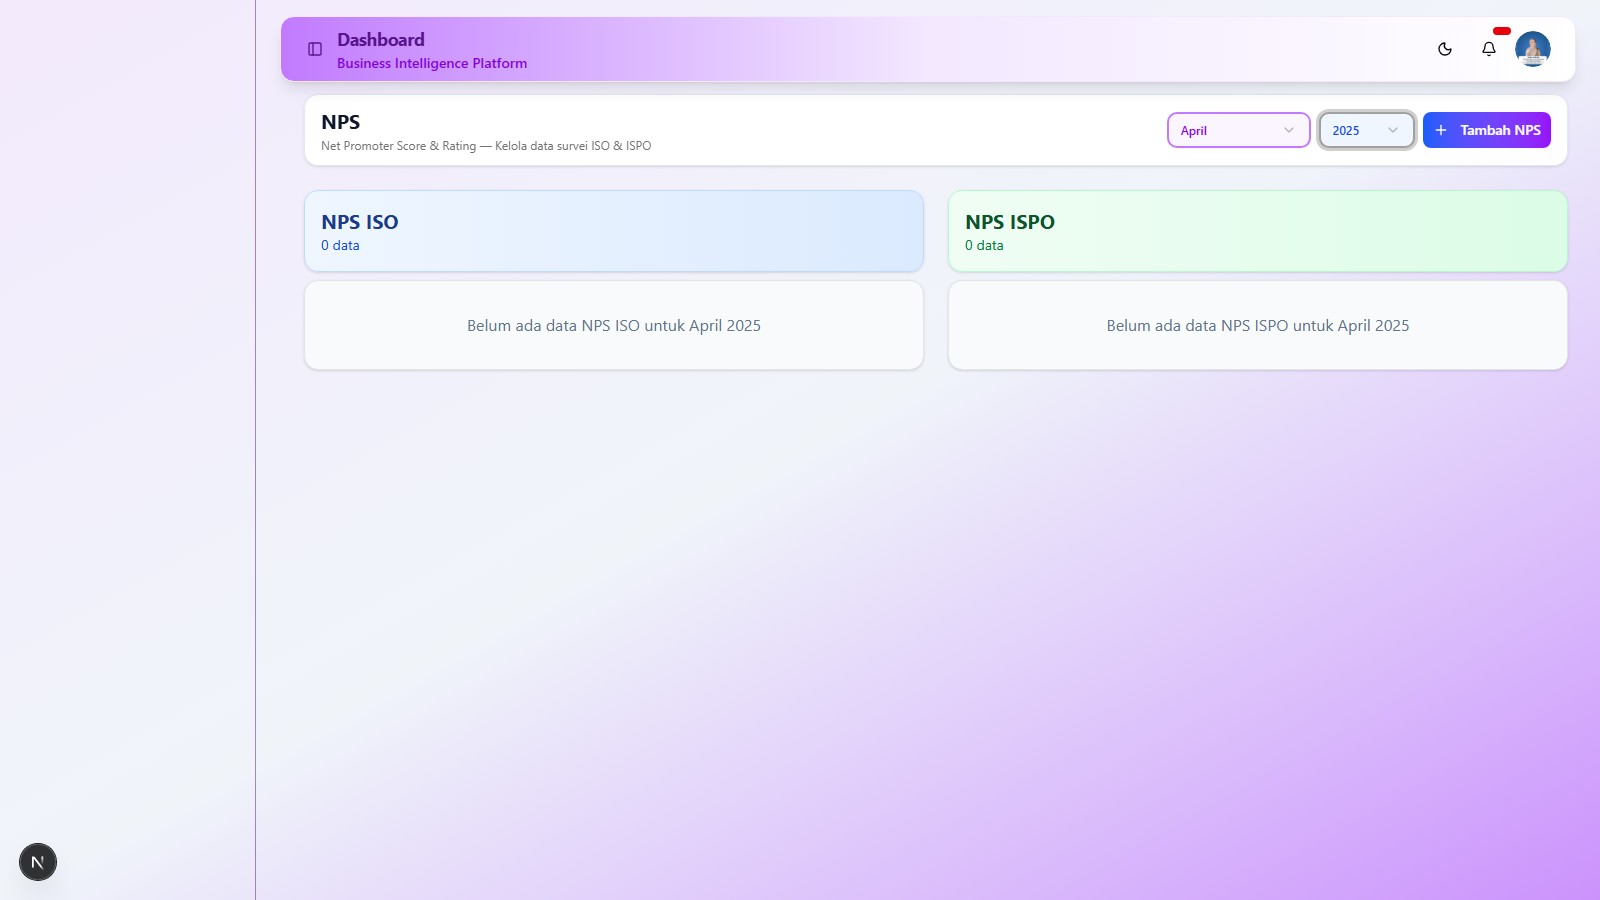 Dashboard
Business Intelligence Platform
NPS
Net Promoter Score & Rating — Kelola data survei ISO & ISPO
April
2025
Tambah NPS
NPS ISO
0 data
NPS ISPO
0 data
Belum ada data NPS ISO untuk April 2025
Belum ada data NPS ISPO untuk April 2025
N